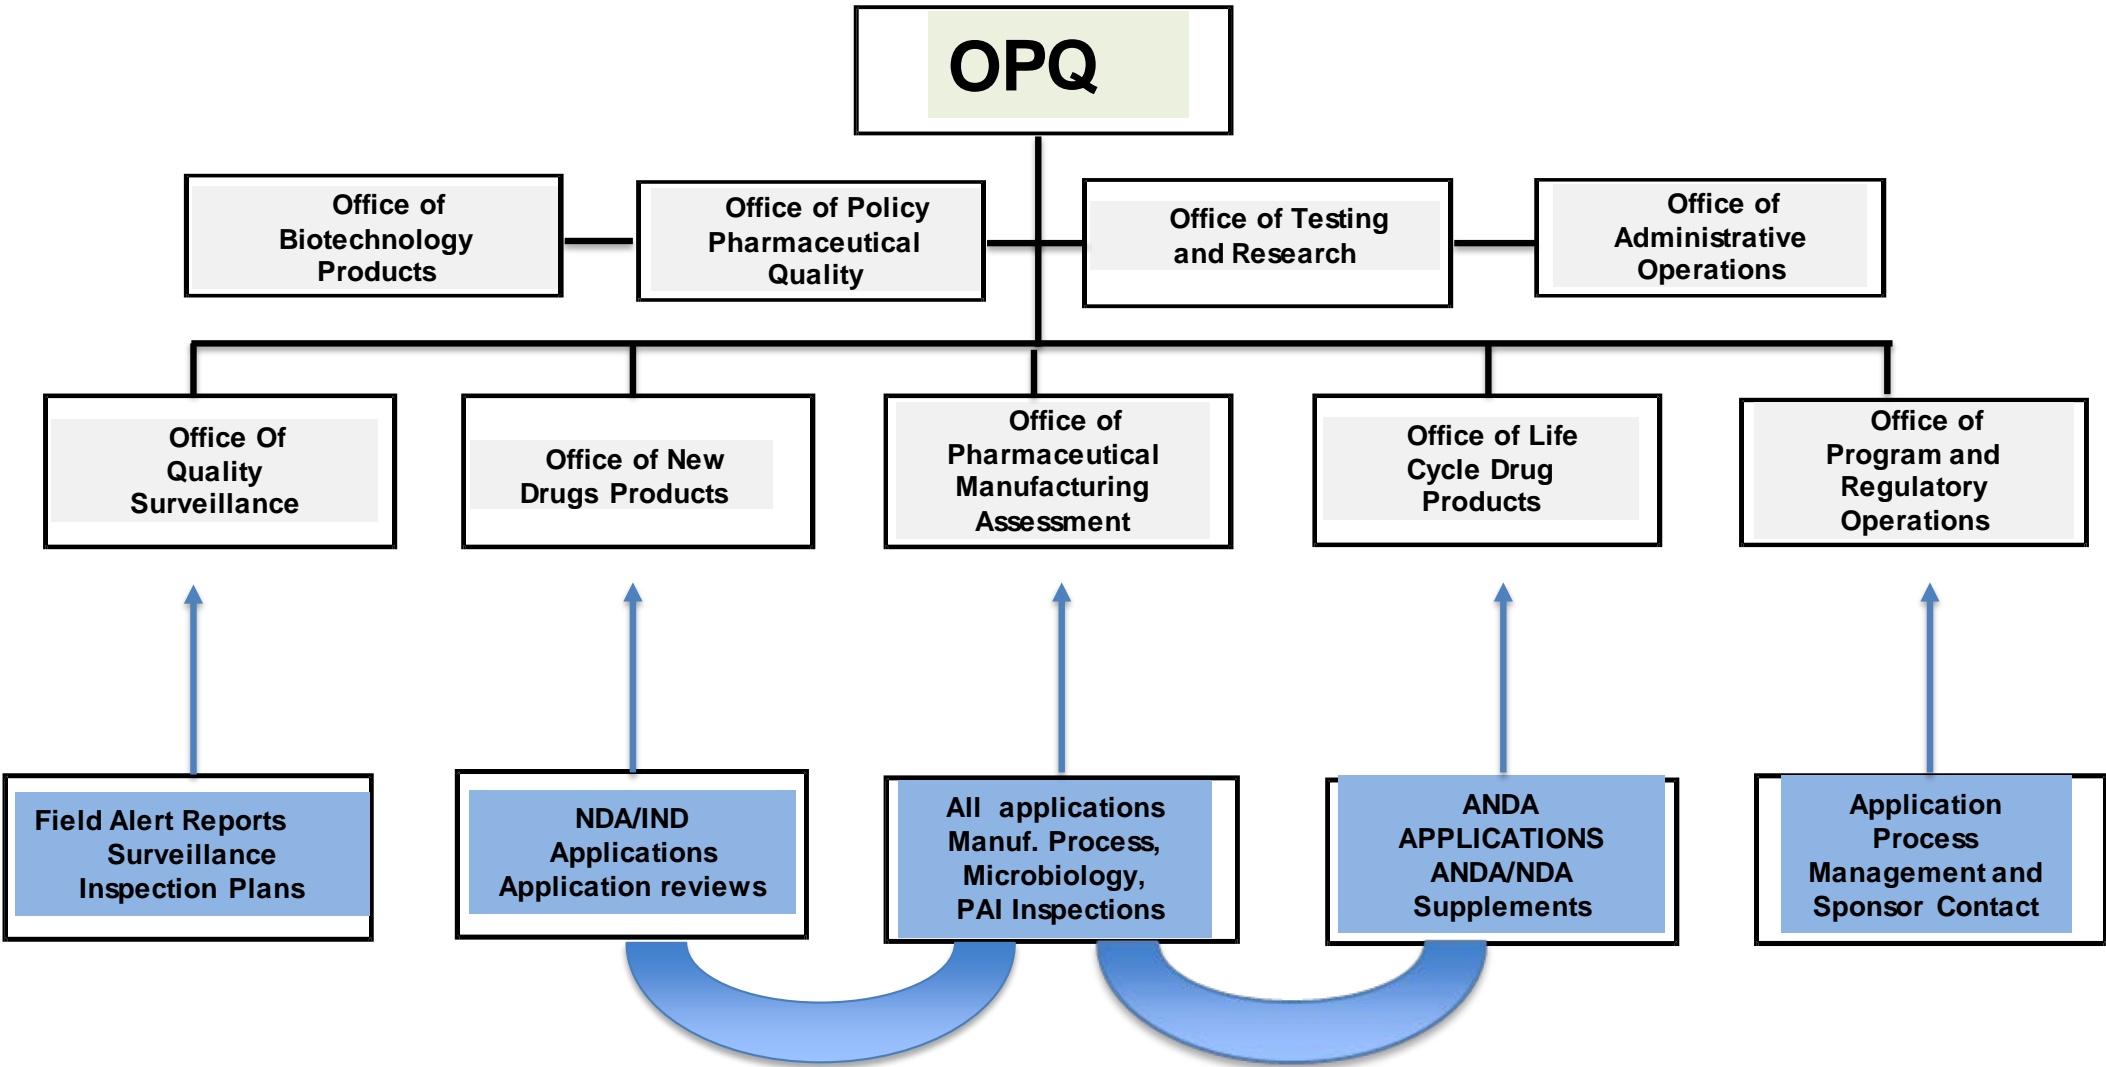 OPQ
Office of
Biotechnology
Products
Office of Policy
Pharmaceutical
Quality
Office of Testing
and Research
Office of
Administrative
Operations
Office Of
Quality
Surveillance
Office of New
Drugs Products
Office of
Pharmaceutical
Manufacturing
Assessment
Office of Life
Cycle Drug
Products
Office of
Program and
Regulatory
Operations
Field Alert Reports
Surveillance
Inspection Plans
NDA/IND
Applications
Application reviews
All applications
Manuf. Process,
Microbiology,
PAI Inspections
ANDA
APPLICATIONS
ANDA/NDA
Supplements
Application
Process
Management and
Sponsor Contact